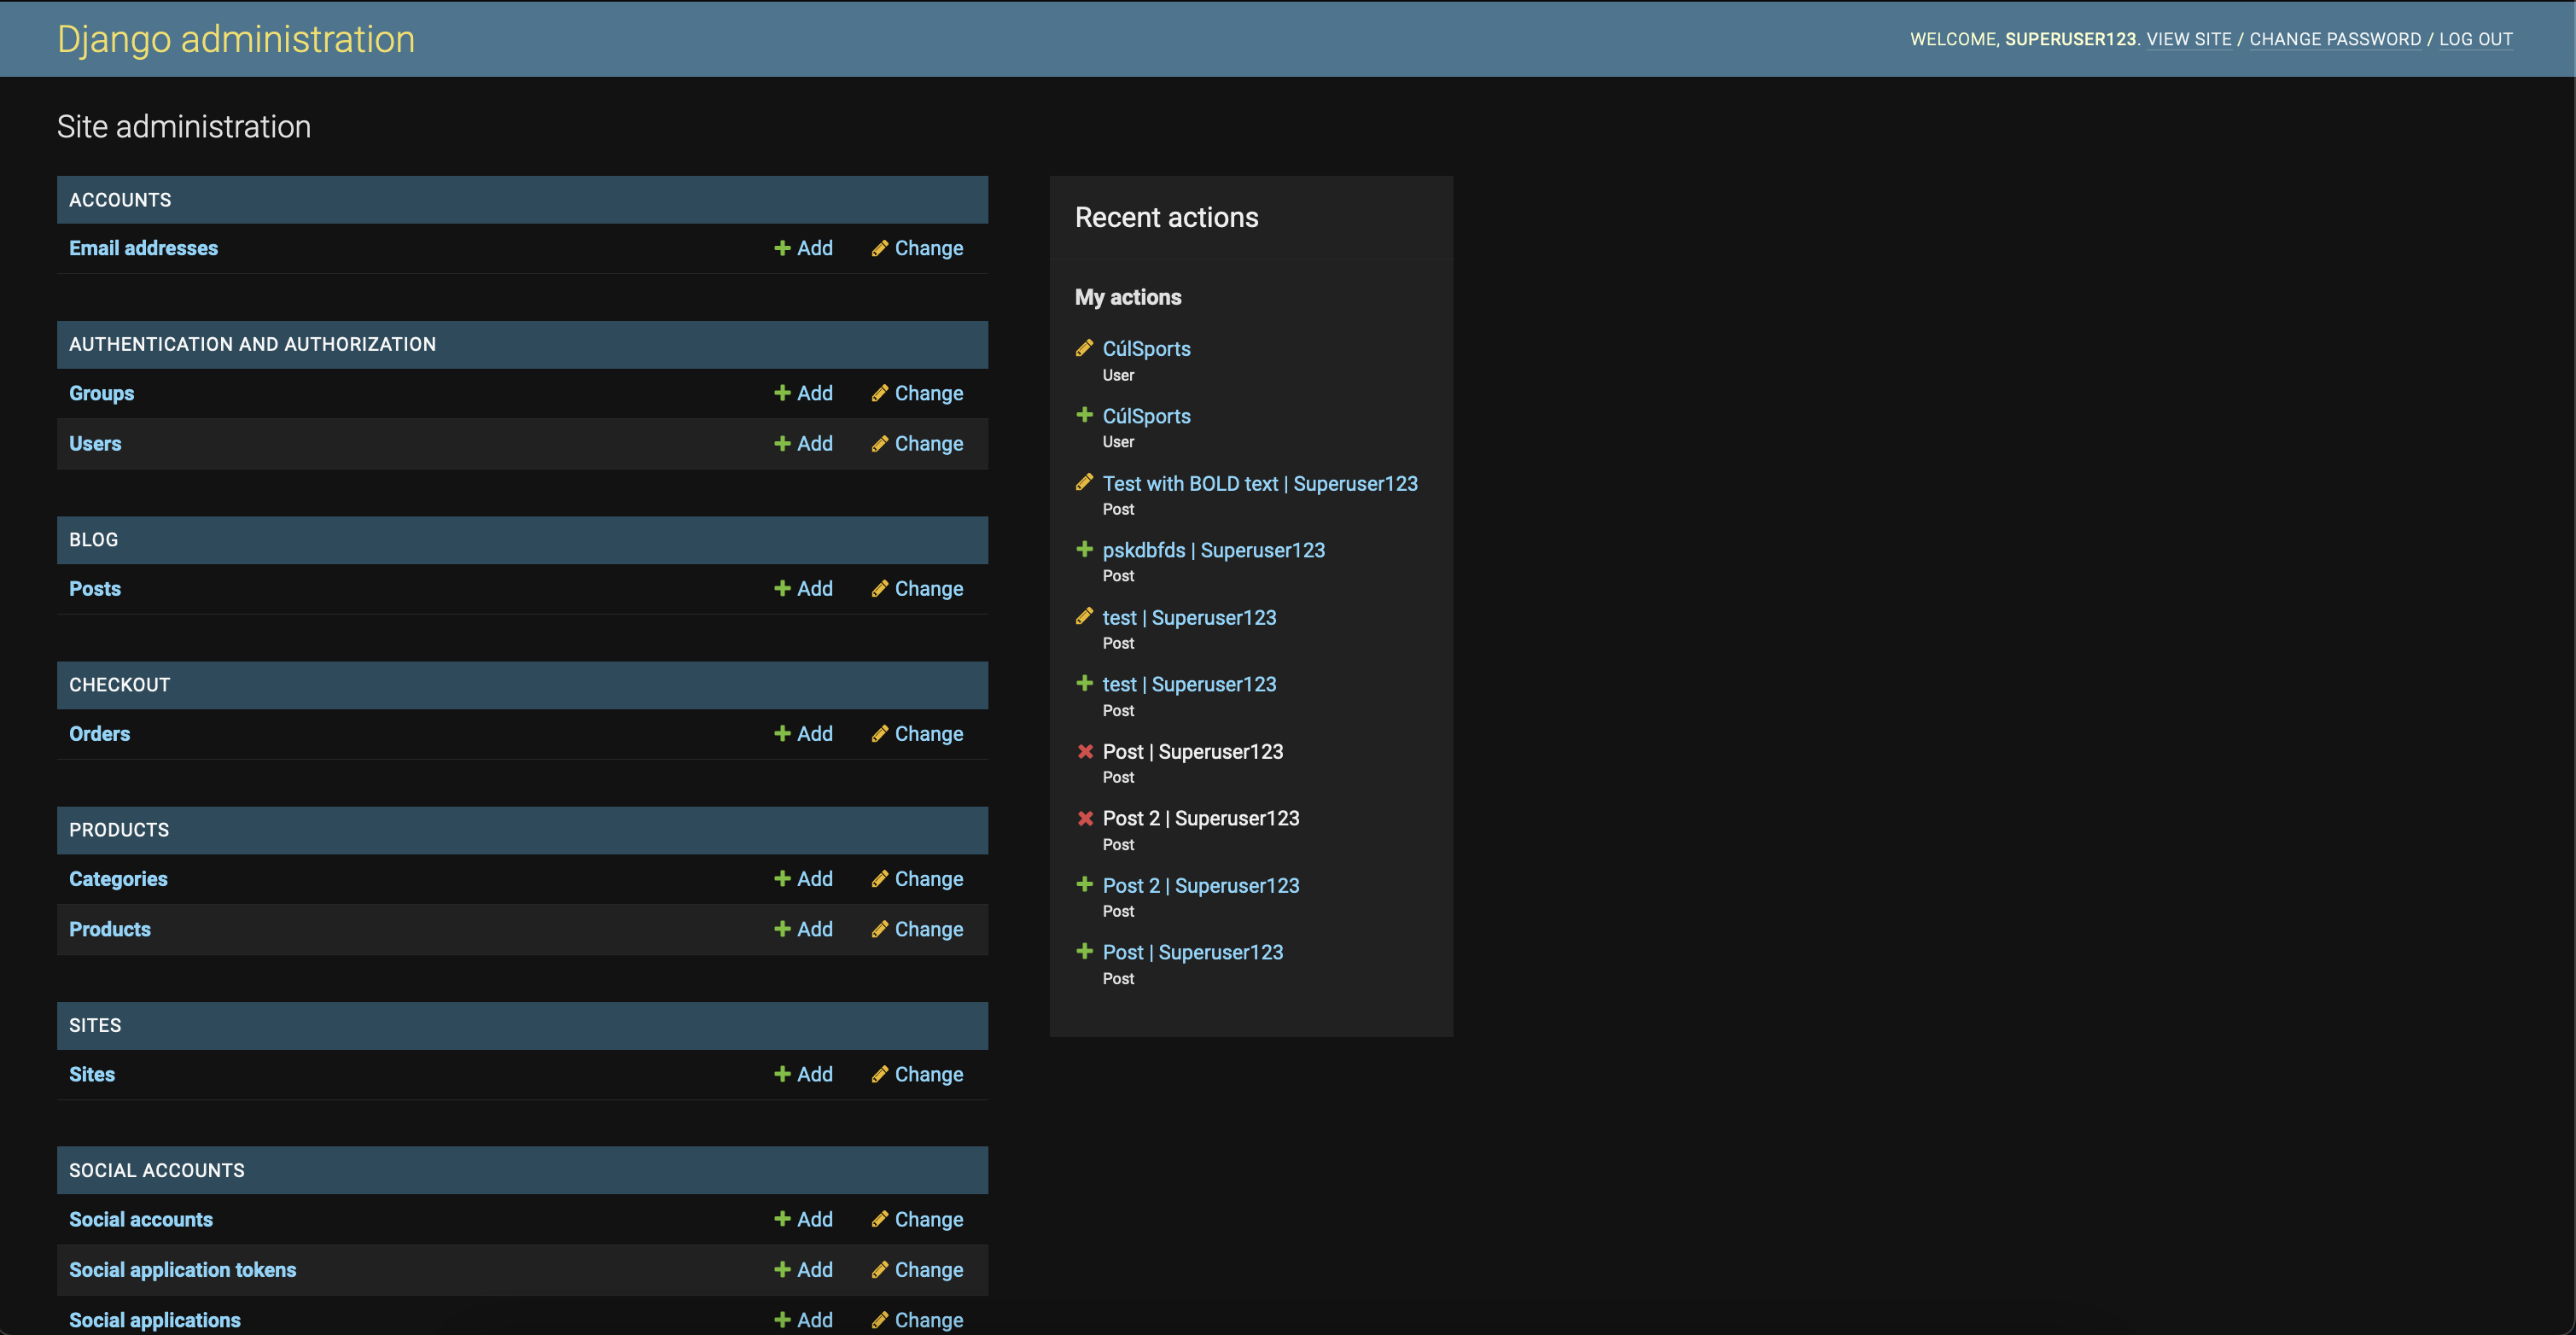 Django administration
WELCOME, SUPERUSER123. VIEW SITE / CHANGE PASSWORD / LOG OUT
Site administration
ACCOUNTS
Email addresses Add Change
AUTHENTICATION AND AUTHORIZATION
Groups Add Change
Users Add Change
BLOG
Posts Add Change
CHECKOUT
Orders Add Change
PRODUCTS
Categories Add Change
Products Add Change
SITES
Sites Add Change
SOCIAL ACCOUNTS
Social accounts Add Change
Social application tokens Add Change
Social applications Add Change
Recent actions
My actions
CúlSports
User
CúlSports
User
Test with BOLD text | Superuser123
Post
pskdbfds | Superuser123
Post
test | Superuser123
Post
test | Superuser123
Post
Post | Superuser123
Post
Post 2 | Superuser123
Post
Post 2 | Superuser123
Post
Post | Superuser123
Post